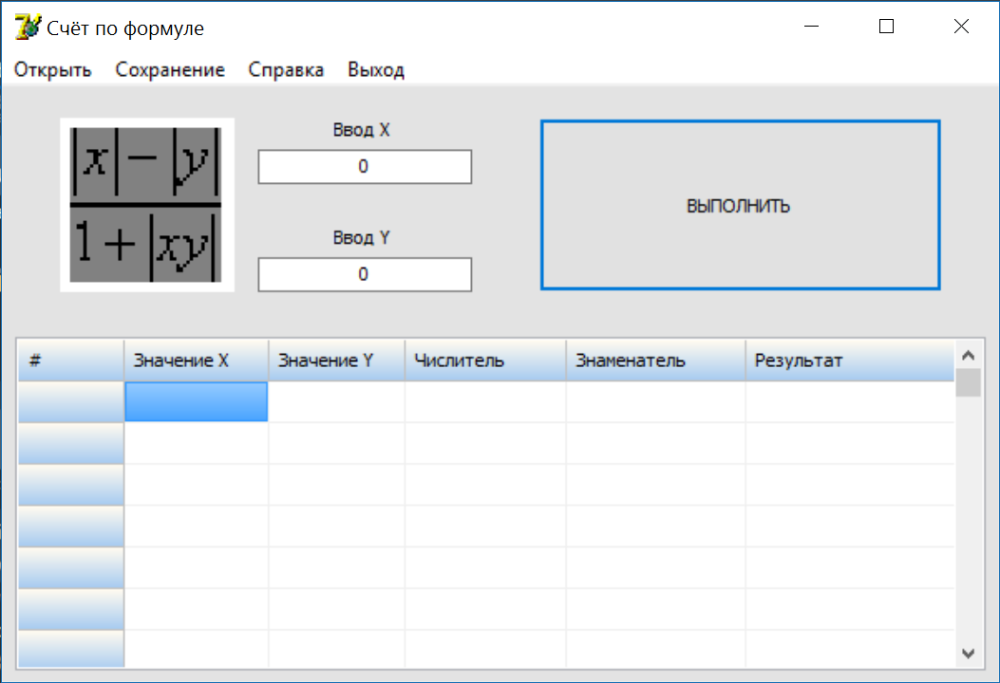 Счёт по формуле
Открыть Сохранение Справка Выход
|x| − |y|
1 + |xy|
Ввод X
0
Ввод Y
0
ВЫПОЛНИТЬ
# Значение X Значение Y Числитель Знаменатель Результат